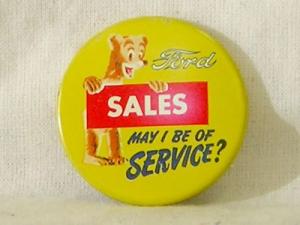 Ford
SALES
MAY I BE OF
SERVICE?